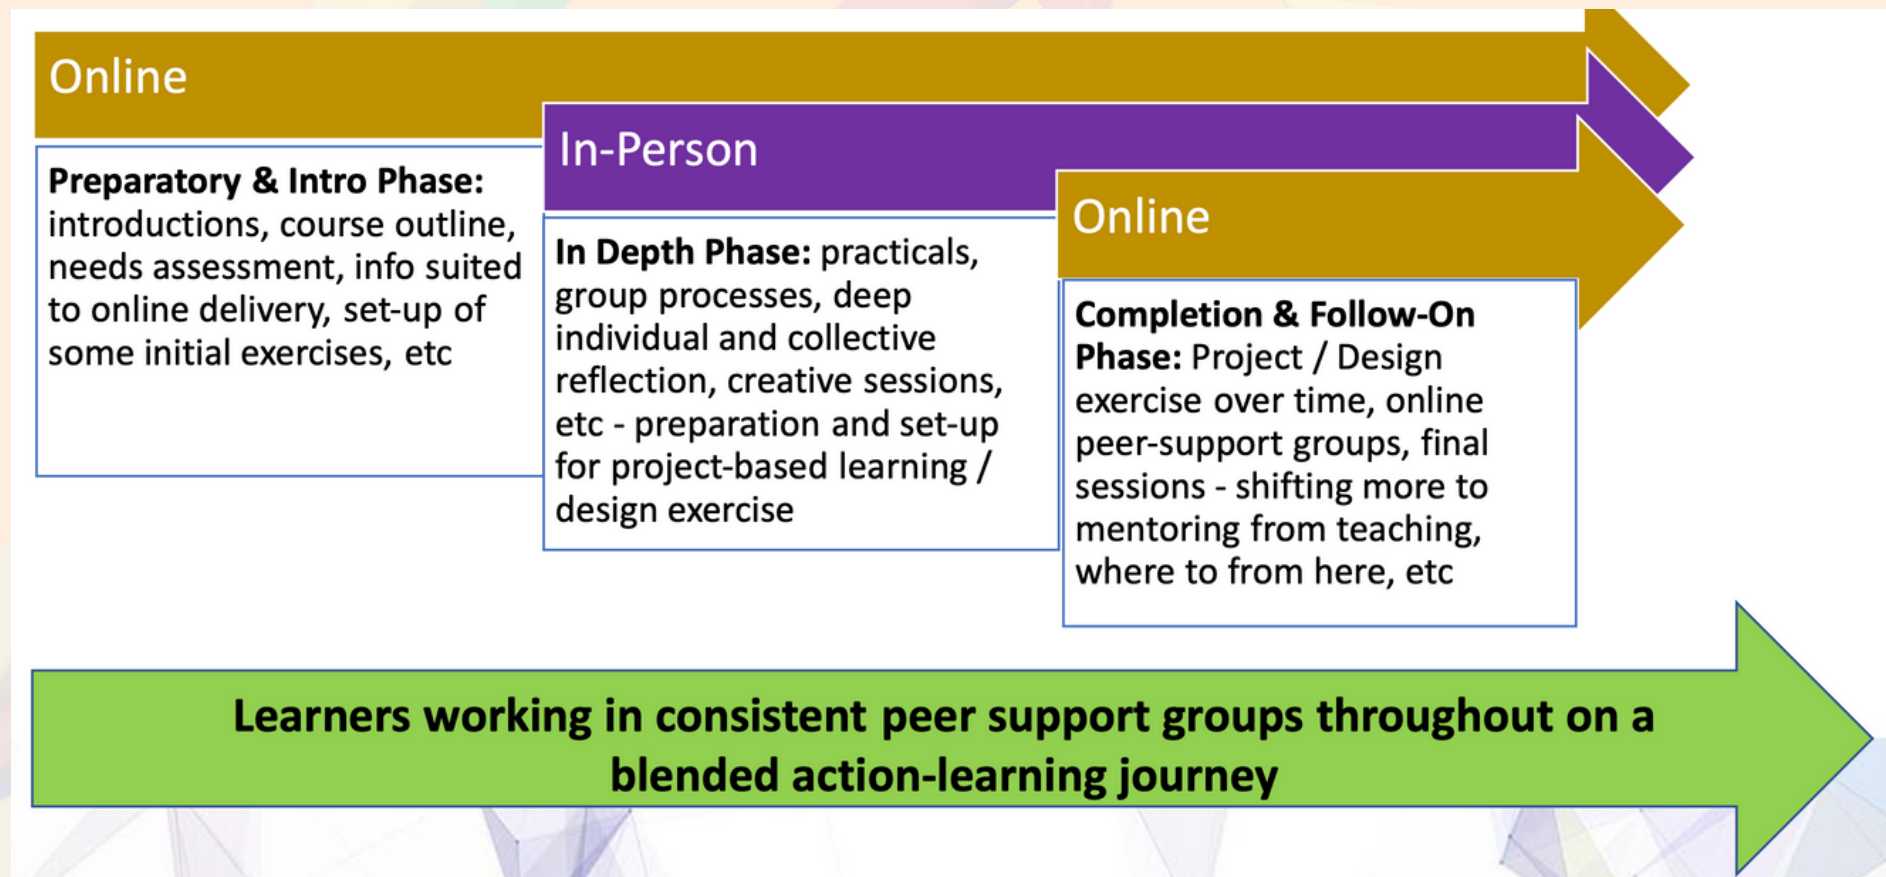 Online
Preparatory & Intro Phase:
introductions, course outline,
needs assessment, info suited
to online delivery, set-up of
some initial exercises, etc
In-Person
In Depth Phase: practicals,
group processes, deep
individual and collective
reflection, creative sessions,
etc - preparation and set-up
for project-based learning /
design exercise
Online
Completion & Follow-On
Phase: Project / Design
exercise over time, online
peer-support groups, final
sessions - shifting more to
mentoring from teaching,
where to from here, etc
Learners working in consistent peer support groups throughout on a
blended action-learning journey